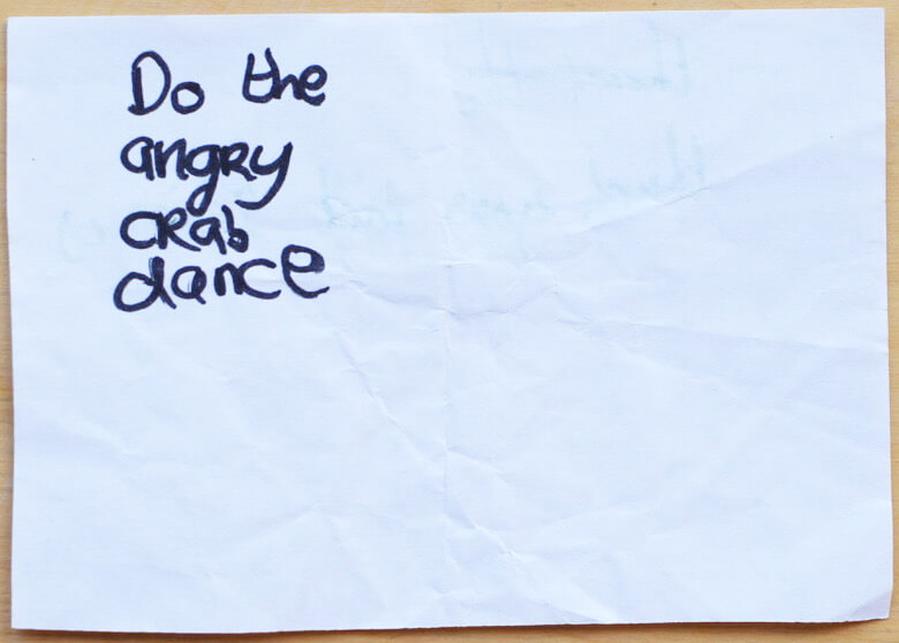 Do the
angry
crab
dance